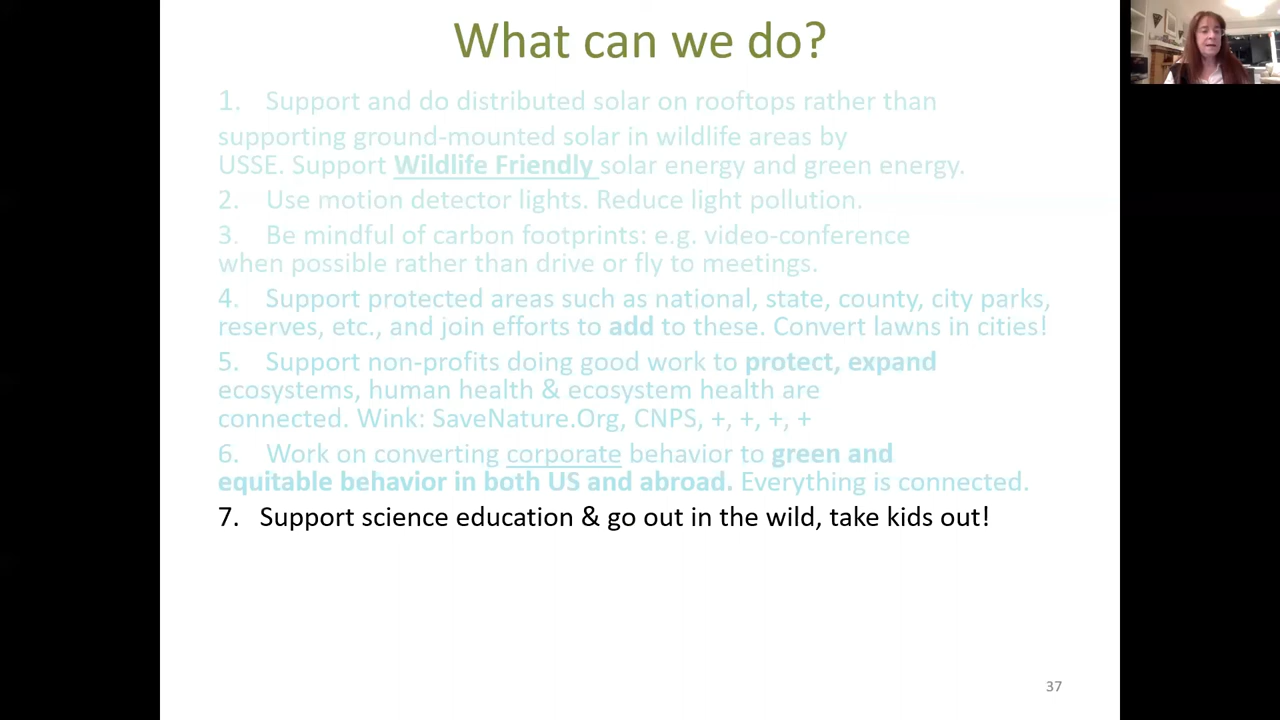 What can we do?
1. Support and do distributed solar on rooftops rather than
supporting ground-mounted solar in wildlife areas by
USSE. Support Wildlife Friendly solar energy and green energy.
2. Use motion detector lights. Reduce light pollution.
3. Be mindful of carbon footprints: e.g. video-conference
when possible rather than drive or fly to meetings.
4. Support protected areas such as national, state, county, city parks,
reserves, etc., and join efforts to add to these. Convert lawns in cities!
5. Support non-profits doing good work to protect, expand
ecosystems, human health & ecosystem health are
connected. Wink: SaveNature.Org, CNPS, +, +, +, +
6. Work on converting corporate behavior to green and
equitable behavior in both US and abroad. Everything is connected.
7. Support science education & go out in the wild, take kids out!
37